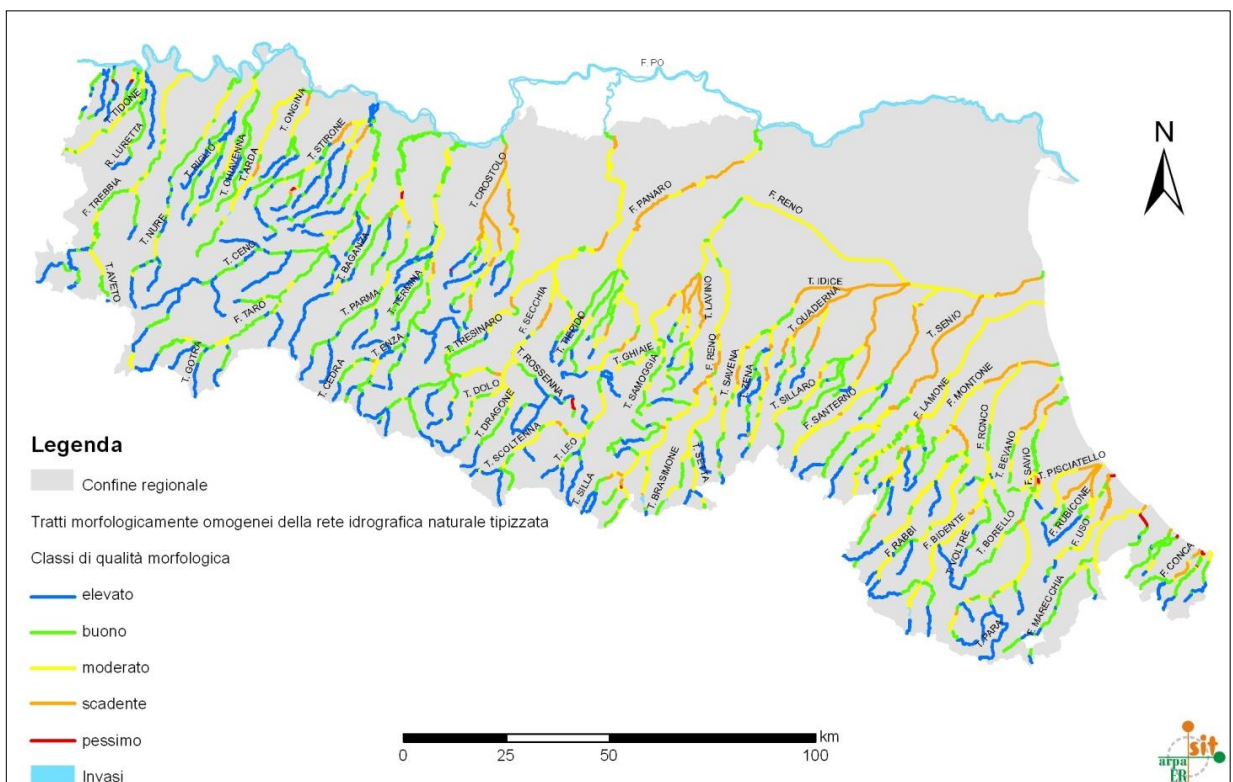 F. PO
N
T. TIDONE
R. LURETTA
F. TREBBIA
T. NURE
T. AVETO
T. RIGLIO
T. CHIAVENNA
T. ARDA
T. ONGINA
T. STIRONE
T. CENO
F. TARO
T. GOTRA
T. BAGANZA
T. PARMA
T. TERMINA
T. CEDRA
T. ENZA
T. CROSTOLO
T. TRESINARO
F. SECCHIA
T. DOLO
T. DRAGONE
T. ROSSENNA
T. SCOLTENNA
T. LEO
T. TIEPIDO
F. PANARO
T. GHIAIE
T. SAMOGGIA
T. SILLA
T. BRASIMONE
T. SETTA
T. LAVINO
F. RENO
F. RENO
T. SAVENA
T. ZENA
T. IDICE
T. QUADERNA
T. SILLARO
F. SANTERNO
T. SENIO
F. LAMONE
F. MONTONE
F. RONCO
T. BEVANO
F. SAVIO
T. PISCIATELLO
F. RUBICONE
F. USO
F. RABBI
F. BIDENTE
T. VOLTRE
T. BORELLO
T. PARA
F. MARECCHIA
F. CONCA
Legenda
Confine regionale
Tratti morfologicamente omogenei della rete idrografica naturale tipizzata
Classi di qualità morfologica
elevato
buono
moderato
scadente
pessimo
Invasi
km
0 25 50 100
sit
arpa
ER